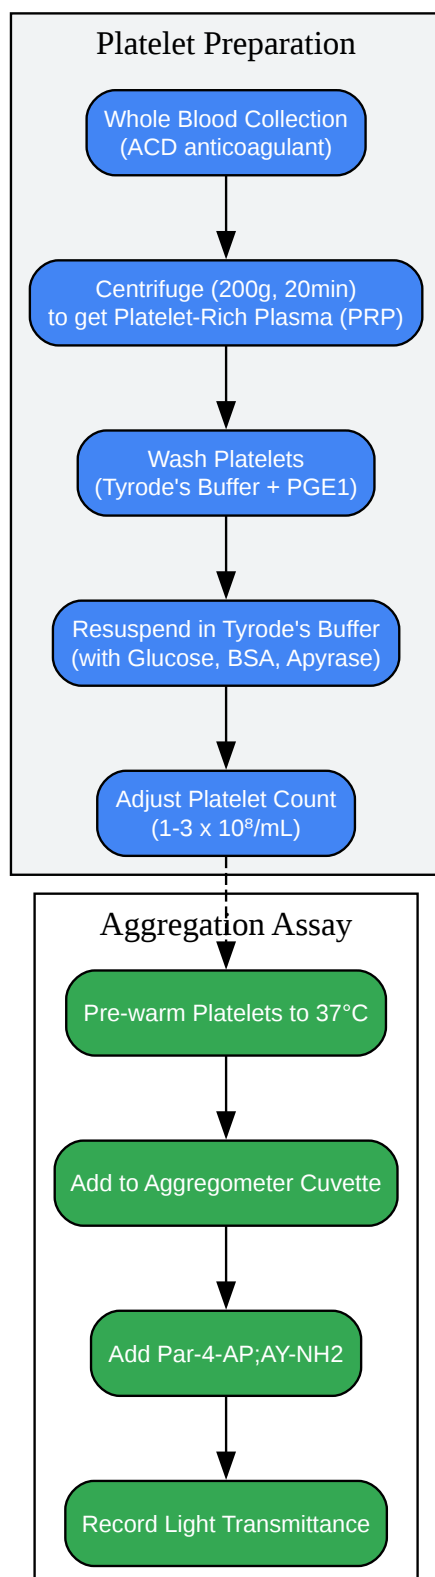 Platelet Preparation
Whole Blood Collection
(ACD anticoagulant)
Centrifuge (200g, 20min)
to get Platelet-Rich Plasma (PRP)
Wash Platelets
(Tyrode's Buffer + PGE1)
Resuspend in Tyrode's Buffer
(with Glucose, BSA, Apyrase)
Adjust Platelet Count
(1-3 x 10⁸/mL)
Aggregation Assay
Pre-warm Platelets to 37°C
Add to Aggregometer Cuvette
Add Par-4-AP;AY-NH2
Record Light Transmittance